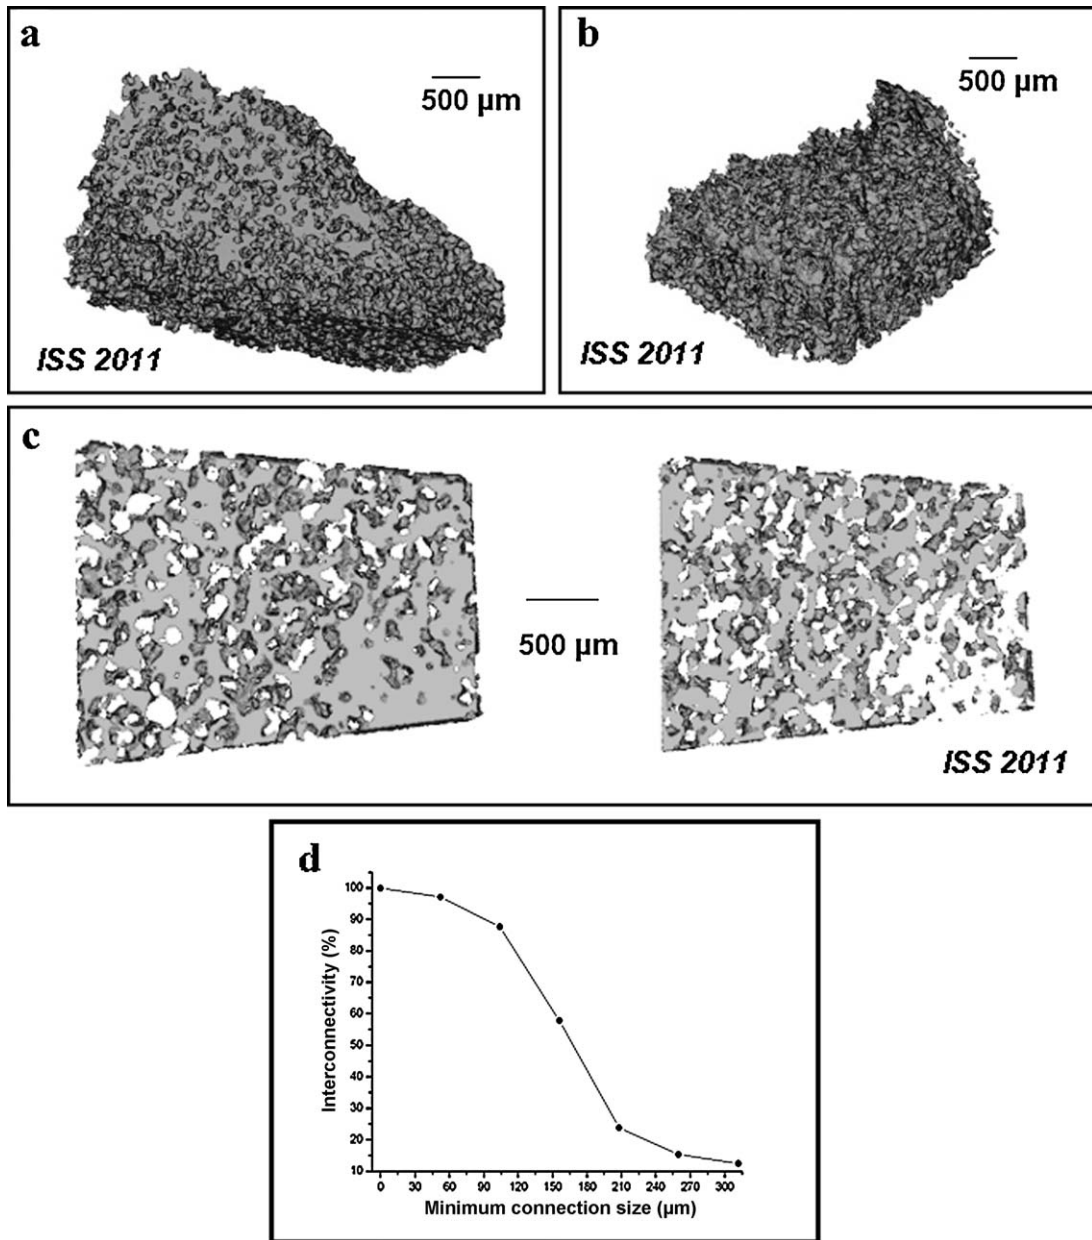 a
500 µm
ISS 2011
b
500 µm
ISS 2011
c
500 µm
ISS 2011
d
Interconnectivity (%)
100
90
80
70
60
50
40
30
20
10
0 30 60 90 120 150 180 210 240 270 300
Minimum connection size (µm)